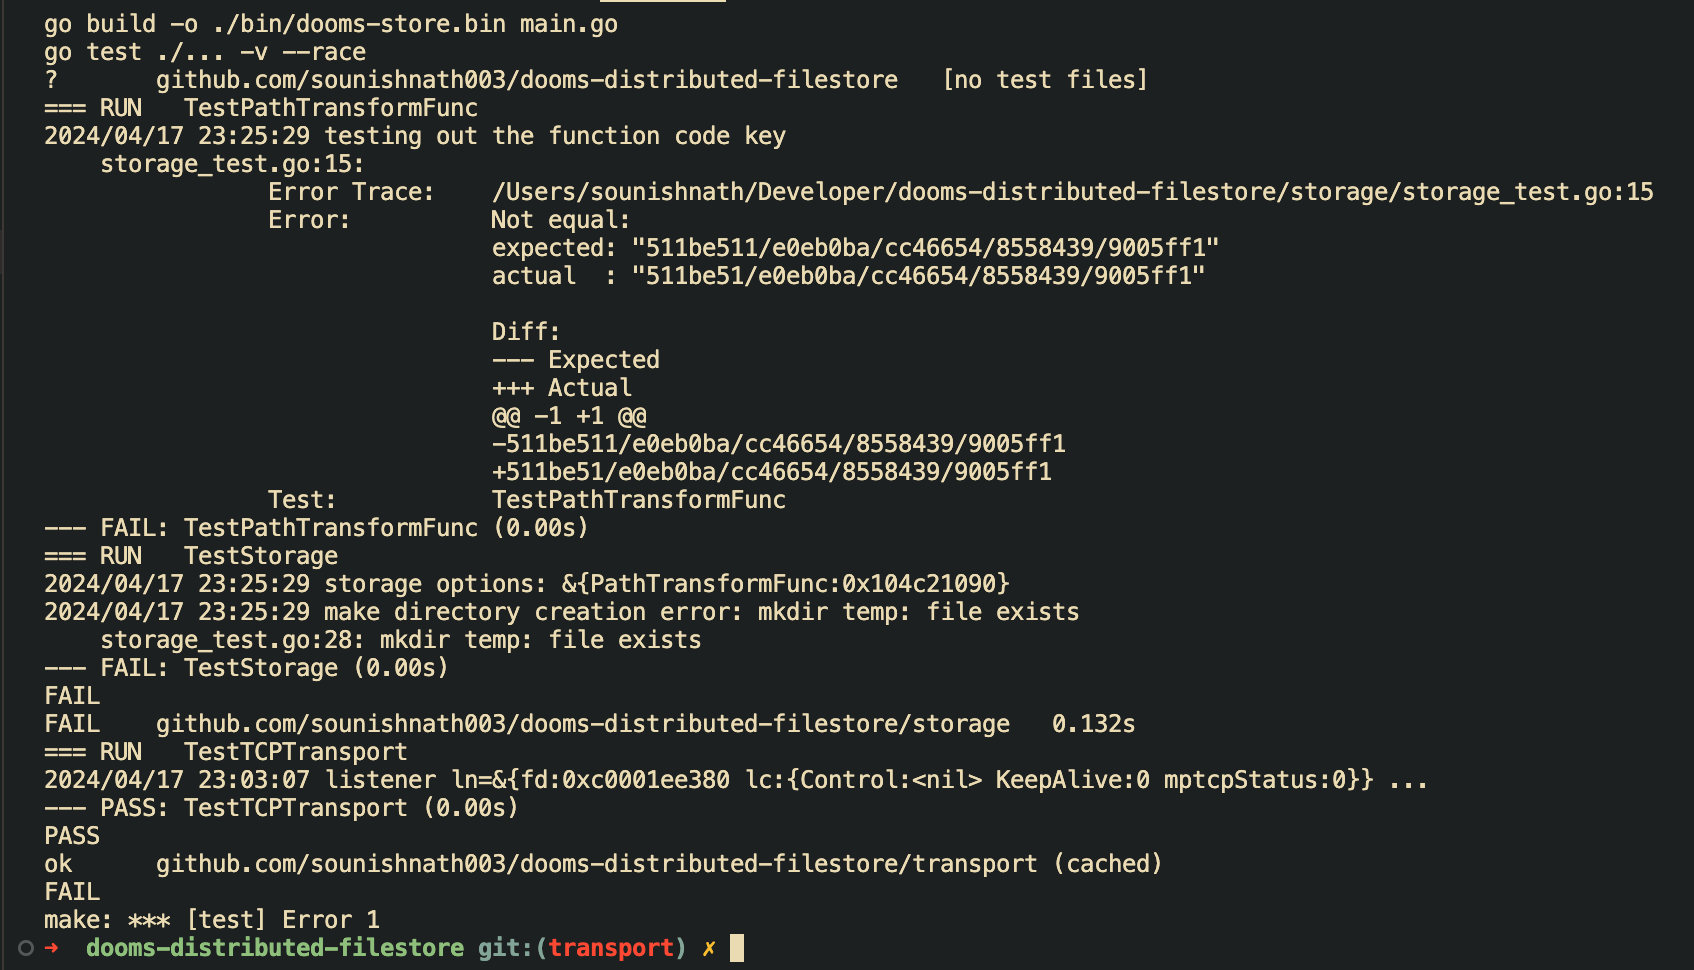 go build -o ./bin/dooms-store.bin main.go
go test ./... -v --race
?       github.com/sounishnath003/dooms-distributed-filestore   [no test files]
=== RUN   TestPathTransformFunc
2024/04/17 23:25:29 testing out the function code key
    storage_test.go:15:
                Error Trace:    /Users/sounishnath/Developer/dooms-distributed-filestore/storage/storage_test.go:15
                Error:          Not equal:
                                expected: "511be511/e0eb0ba/cc46654/8558439/9005ff1"
                                actual  : "511be51/e0eb0ba/cc46654/8558439/9005ff1"
                                Diff:
                                --- Expected
                                +++ Actual
                                @@ -1 +1 @@
                                -511be511/e0eb0ba/cc46654/8558439/9005ff1
                                +511be51/e0eb0ba/cc46654/8558439/9005ff1
                Test:           TestPathTransformFunc
--- FAIL: TestPathTransformFunc (0.00s)
=== RUN   TestStorage
2024/04/17 23:25:29 storage options: &{PathTransformFunc:0x104c21090}
2024/04/17 23:25:29 make directory creation error: mkdir temp: file exists
    storage_test.go:28: mkdir temp: file exists
--- FAIL: TestStorage (0.00s)
FAIL
FAIL    github.com/sounishnath003/dooms-distributed-filestore/storage   0.132s
=== RUN   TestTCPTransport
2024/04/17 23:03:07 listener ln=&{fd:0xc0001ee380 lc:{Control:<nil> KeepAlive:0 mptcpStatus:0}} ...
--- PASS: TestTCPTransport (0.00s)
PASS
ok      github.com/sounishnath003/dooms-distributed-filestore/transport (cached)
FAIL
make: *** [test] Error 1
➜  dooms-distributed-filestore git:(transport) ✗